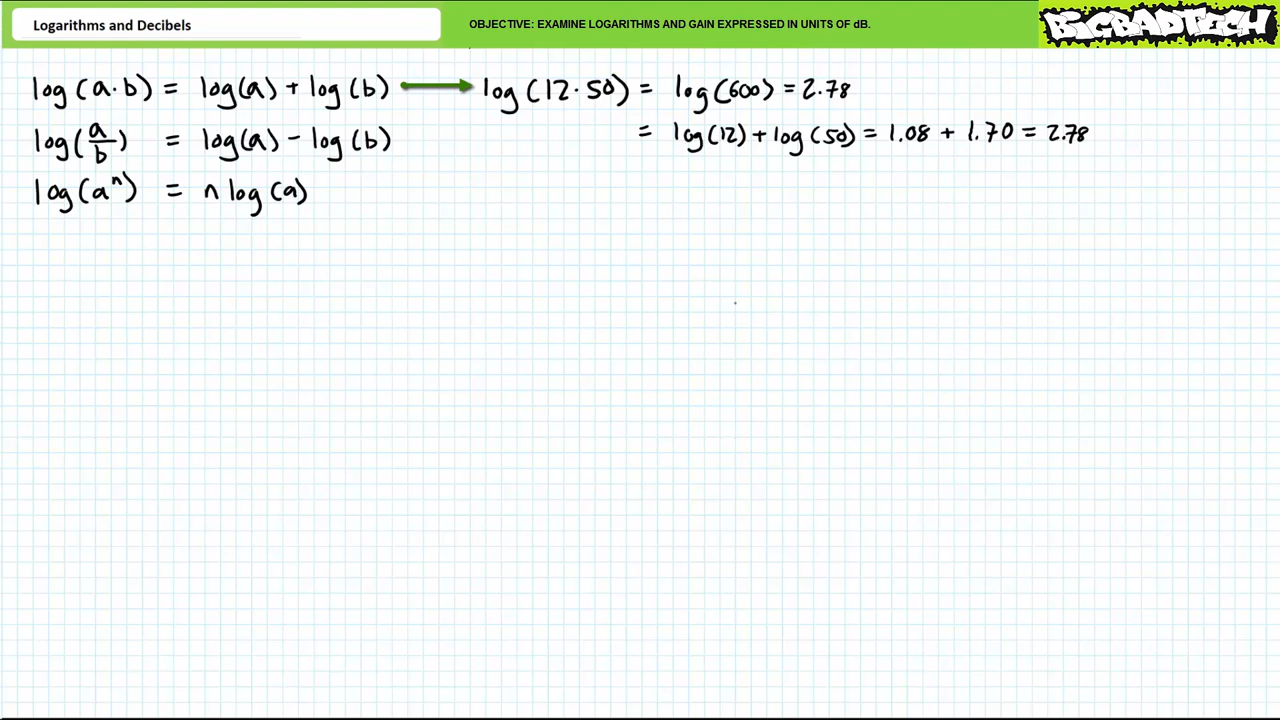 Logarithms and Decibels
OBJECTIVE: EXAMINE LOGARITHMS AND GAIN EXPRESSED IN UNITS OF dB.
BIGBADTECH
log(a·b) = log(a) + log(b) → log(12·50) = log(600) = 2.78
= log(12) + log(50) = 1.08 + 1.70 = 2.78
log(a/b) = log(a) − log(b)
log(aⁿ) = n log(a)